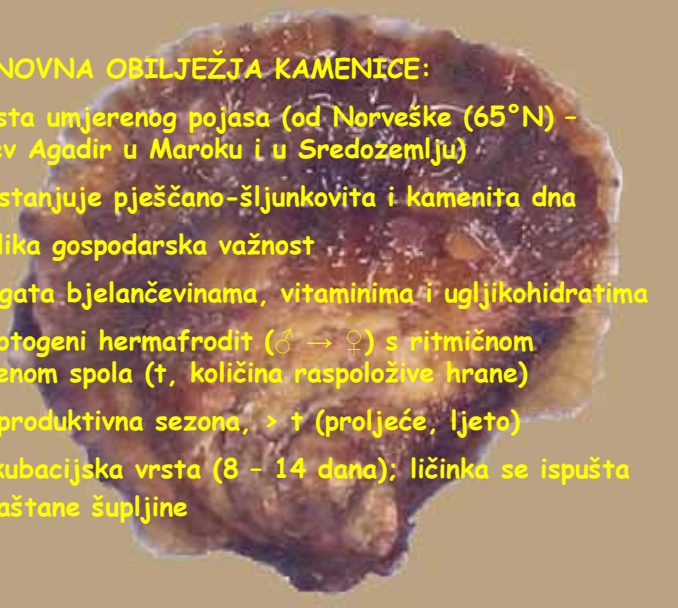 NOVNA OBILJEŽJA KAMENICE:
sta umjerenog pojasa (od Norveške (65°N) –
ev Agadir u Maroku i u Sredozemlju)
stanjuje pješčano-šljunkovita i kamenita dna
lika gospodarska važnost
gata bjelančevinama, vitaminima i ugljikohidratima
otogeni hermafrodit (♂ → ♀) s ritmičnom
enom spola (t, količina raspoložive hrane)
produktivna sezona, > t (proljeće, ljeto)
kubacijska vrsta (8 – 14 dana); ličinka se ispušta
aštane šupljine